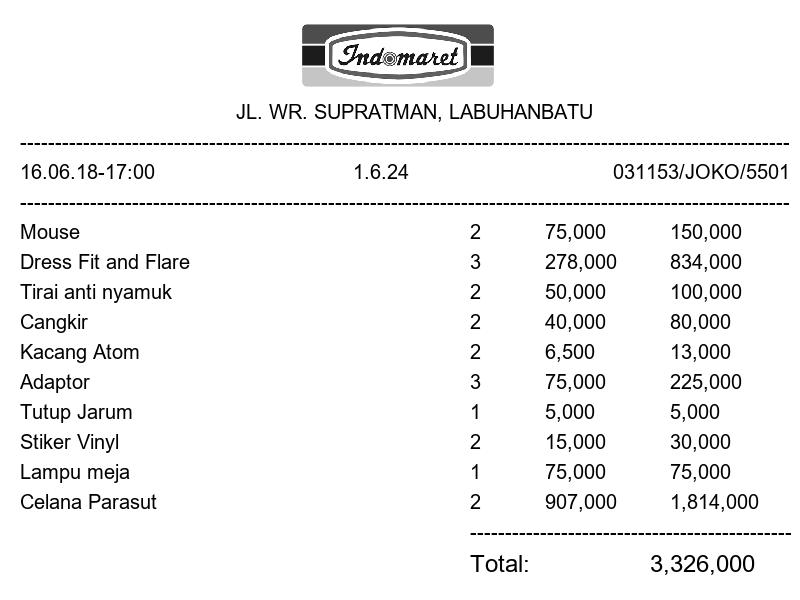 Indomaret
JL. WR. SUPRATMAN, LABUHANBATU
16.06.18-17:00 1.6.24 031153/JOKO/5501
Mouse 2 75,000 150,000
Dress Fit and Flare 3 278,000 834,000
Tirai anti nyamuk 2 50,000 100,000
Cangkir 2 40,000 80,000
Kacang Atom 2 6,500 13,000
Adaptor 3 75,000 225,000
Tutup Jarum 1 5,000 5,000
Stiker Vinyl 2 15,000 30,000
Lampu meja 1 75,000 75,000
Celana Parasut 2 907,000 1,814,000
Total: 3,326,000